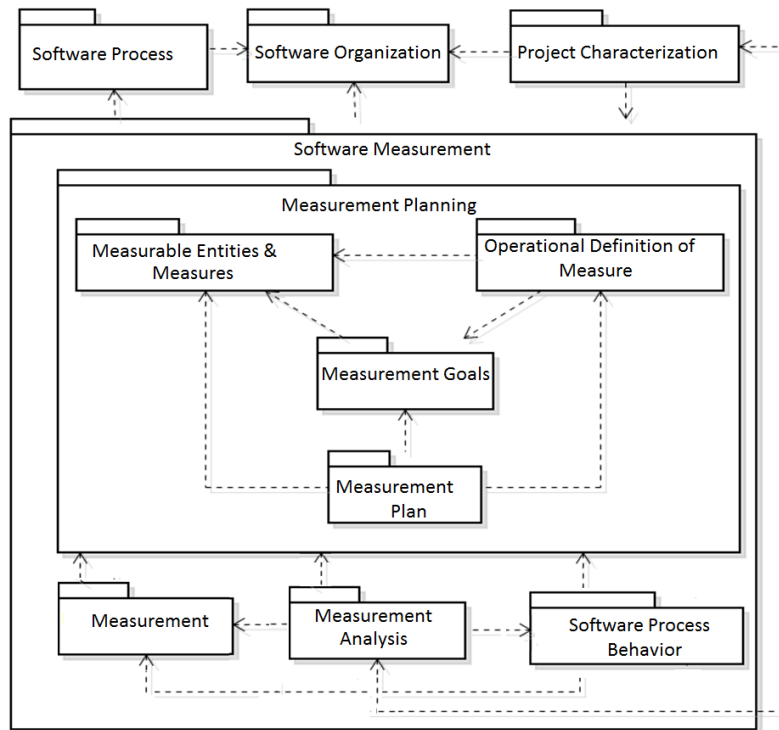 Software Process
Software Organization
Project Characterization
Software Measurement
Measurement Planning
Measurable Entities &
Measures
Operational Definition of
Measure
Measurement Goals
Measurement
Plan
Measurement
Measurement
Analysis
Software Process
Behavior